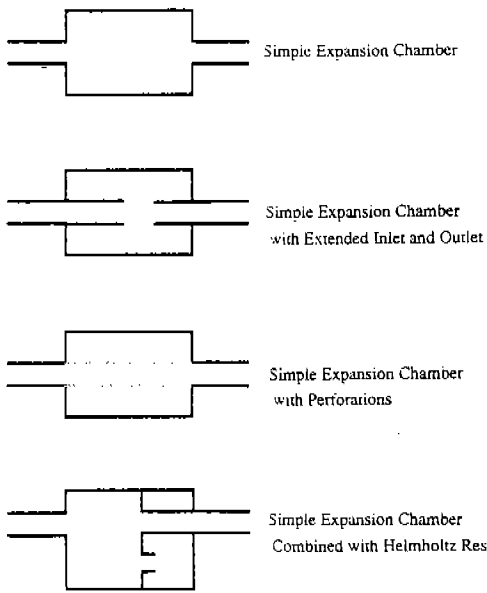 Simple Expansion Chamber
Simple Expansion Chamber
with Extended Inlet and Outlet
Simple Expansion Chamber
with Perforations
Simple Expansion Chamber
Combined with Helmholtz Res